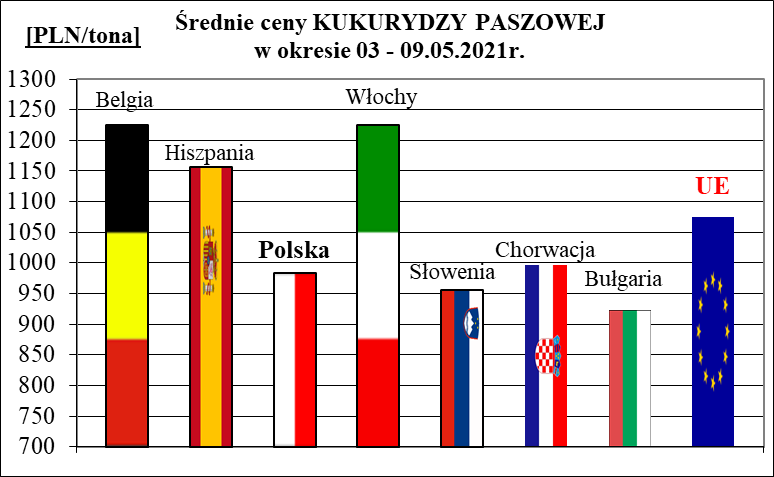 Średnie ceny KUKURYDZY PASZOWEJ
w okresie 03 - 09.05.2021r.
[PLN/tona]
1300
1250
1200
1150
1100
1050
1000
950
900
850
800
750
700
Belgia
Hiszpania
Polska
Włochy
Słowenia
Chorwacja
Bułgaria
UE